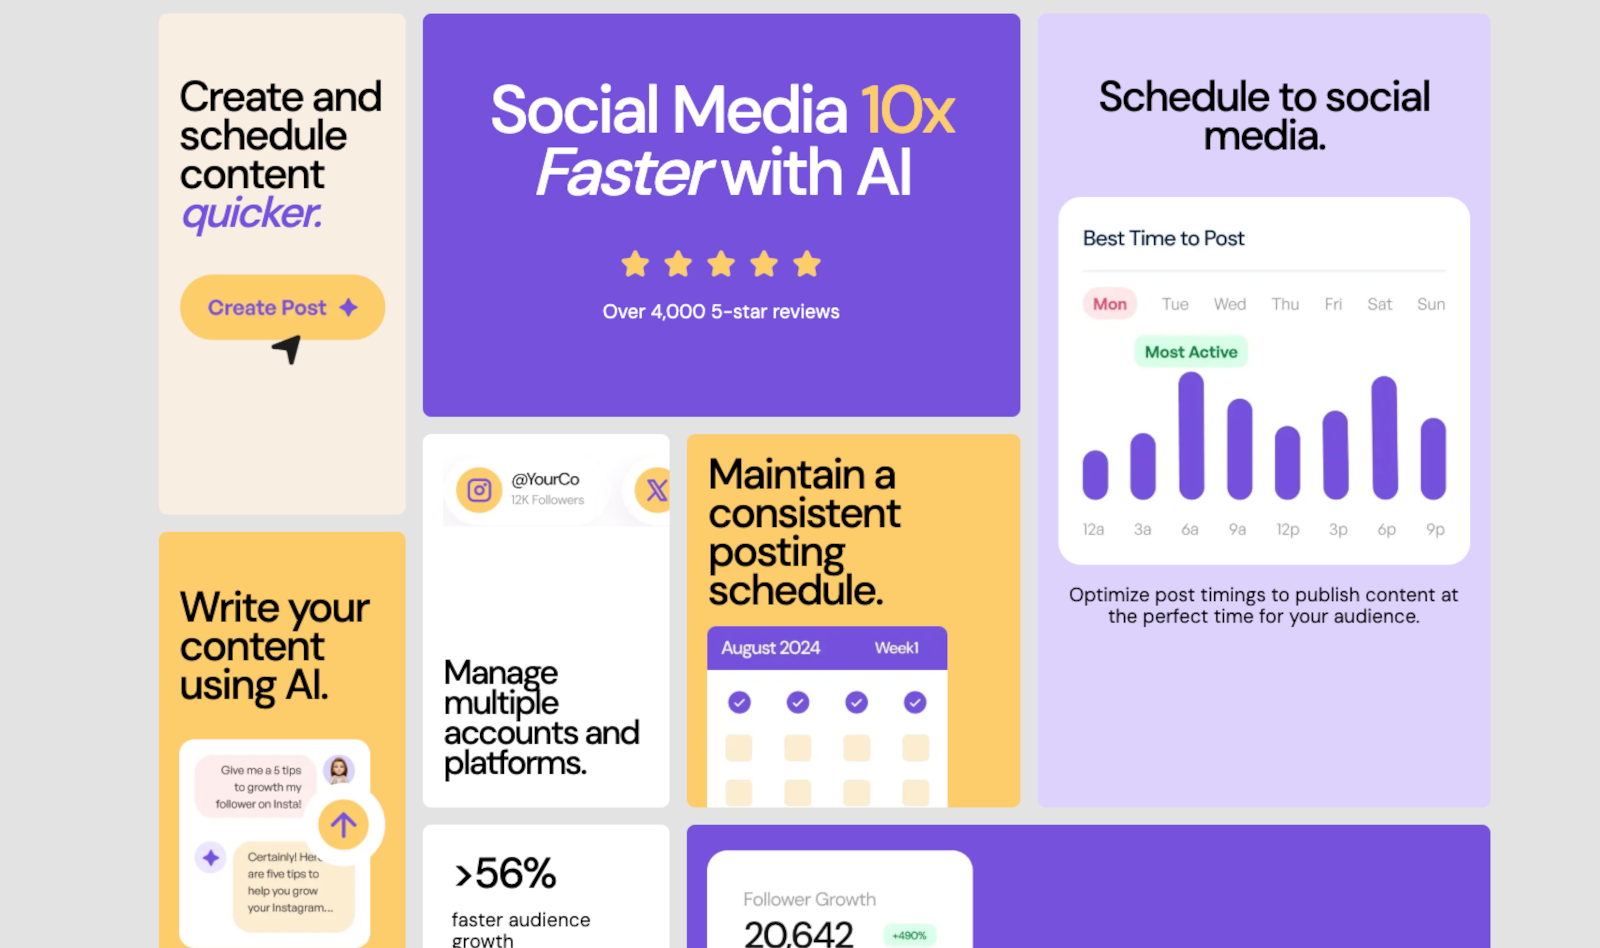 Create and
schedule
content
quicker.
Create Post
Social Media 10x
Faster with AI
Over 4,000 5-star reviews
Schedule to social
media.
Best Time to Post
Mon Tue Wed Thu Fri Sat Sun
Most Active
12a 3a 6a 9a 12p 3p 6p 9p
Optimize post timings to publish content at
the perfect time for your audience.
@YourCo
12K Followers
Manage
multiple
accounts and
platforms.
Maintain a
consistent
posting
schedule.
August 2024 Week1
Write your
content
using AI.
Give me a 5 tips
to growth my
follower on Insta!
Certainly!
are five tips to
help you grow
your Instagram...
>56%
faster audience
growth
Follower Growth
20,642
+490%